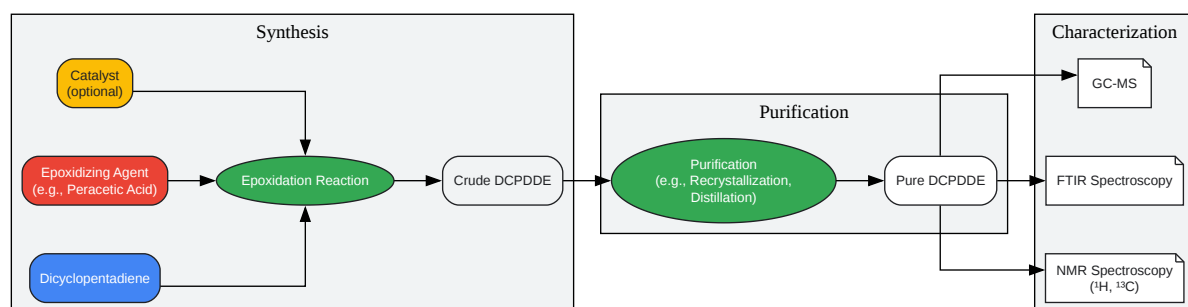 Synthesis
Catalyst
(optional)
Epoxidizing Agent
(e.g., Peracetic Acid)
Dicyclopentadiene
Epoxidation Reaction
Crude DCPDDE
Purification
Purification
(e.g., Recrystallization,
Distillation)
Pure DCPDDE
Characterization
GC-MS
FTIR Spectroscopy
NMR Spectroscopy
(¹H, ¹³C)